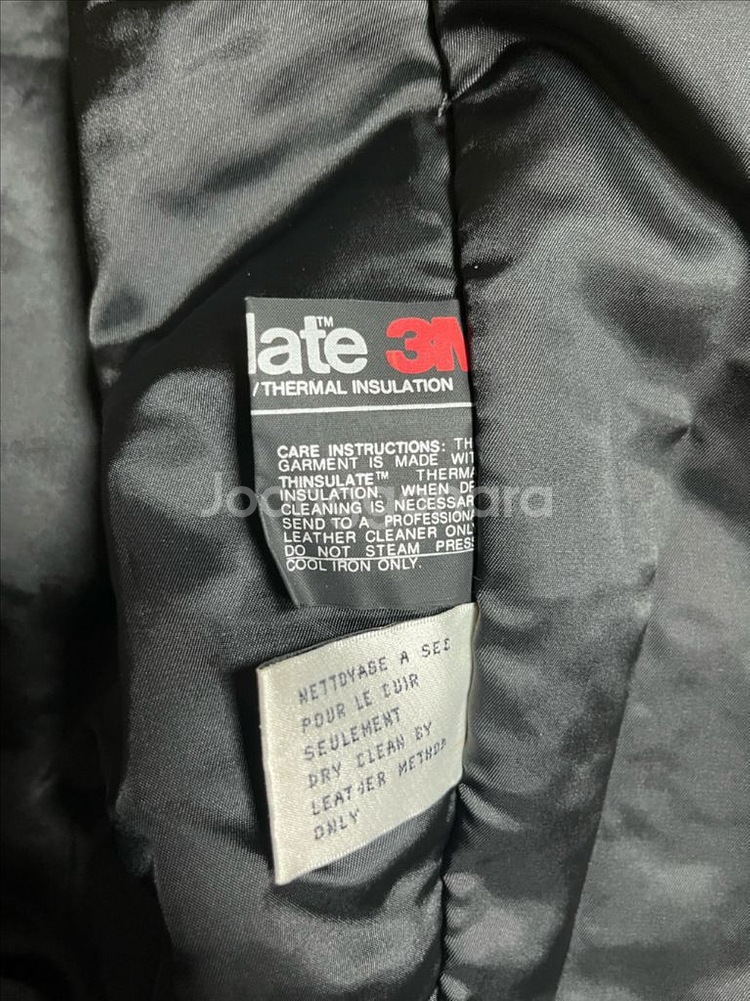 late™ 3M
/THERMAL INSULATION
CARE INSTRUCTIONS: TH
GARMENT IS MADE WIT
THINSULATE™ THERMA
INSULATION. WHEN DR
CLEANING IS NECESSAR
SEND TO A PROFESSIONA
LEATHER CLEANER ONL
DO NOT STEAM PRESS
COOL IRON ONLY.
NETTOYAGE A SEC
POUR LE CUIR
SEULEMENT
DRY CLEAN BY
LEATHER METHOD
ONLY